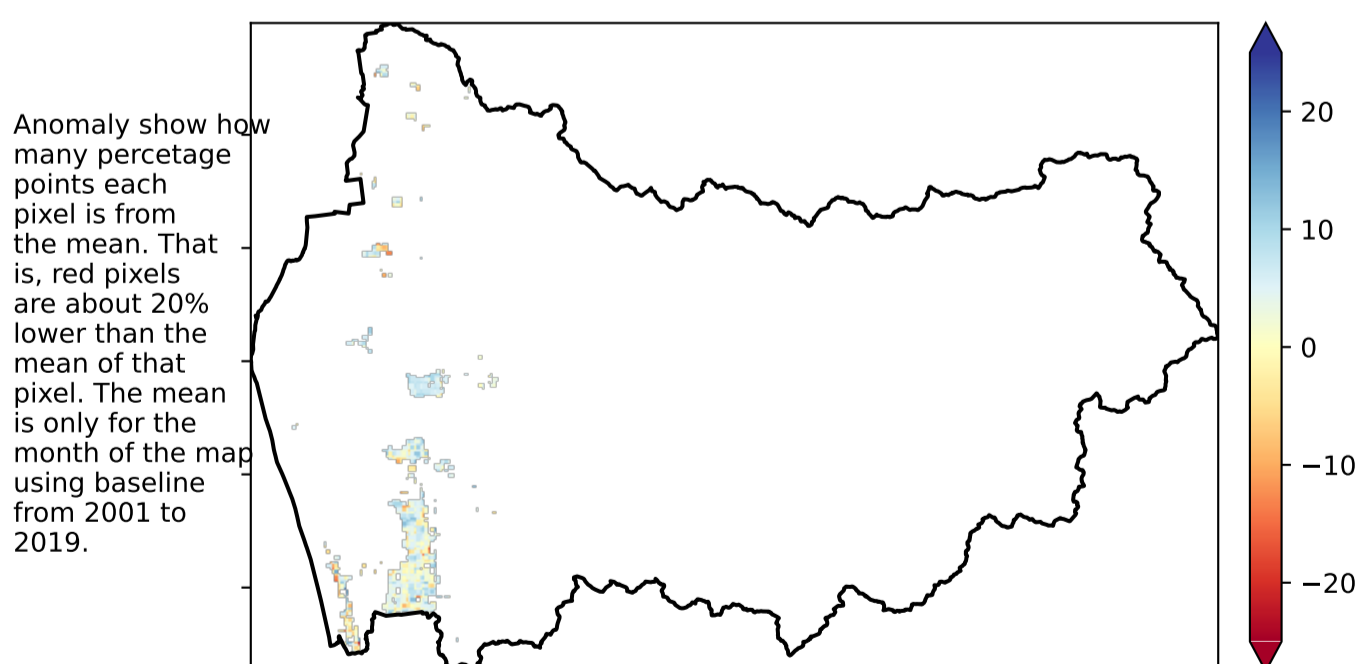 Anomaly show how
many percetage
points each
pixel is from
the mean. That
is, red pixels
are about 20%
lower than the
mean of that
pixel. The mean
is only for the
month of the map
using baseline
from 2001 to
2019.
20
10
0
−10
−20